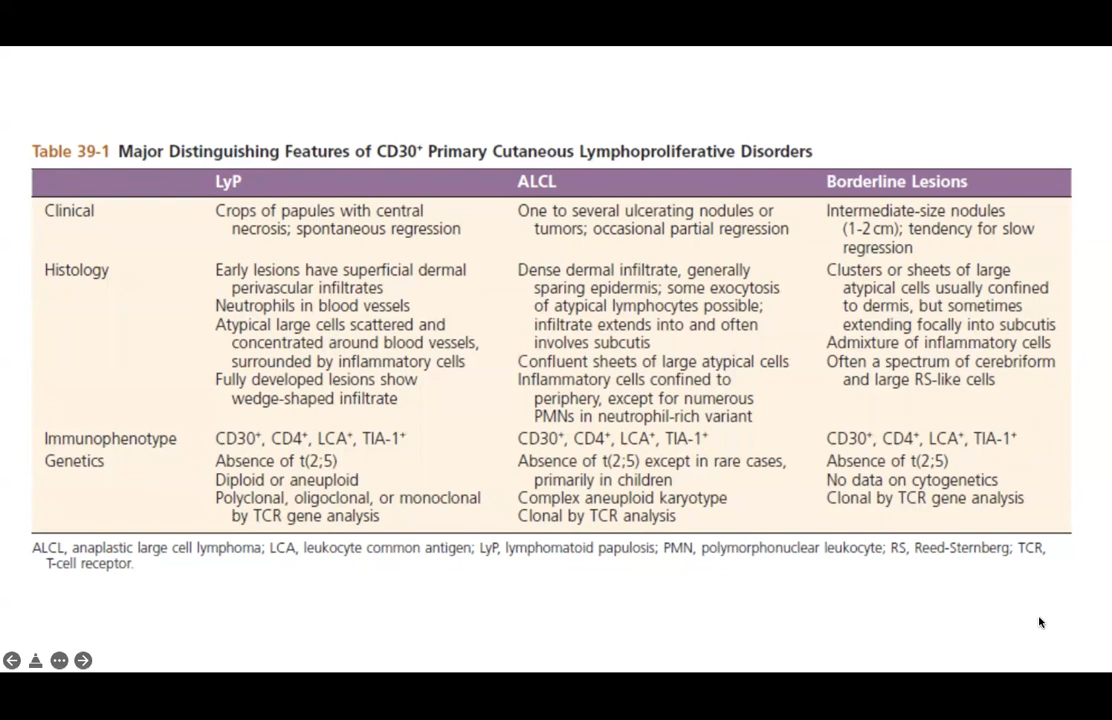 Table 39-1 Major Distinguishing Features of CD30⁺ Primary Cutaneous Lymphoproliferative Disorders
LyP ALCL Borderline Lesions
Clinical
Crops of papules with central
necrosis; spontaneous regression
One to several ulcerating nodules or
tumors; occasional partial regression
Intermediate-size nodules
(1-2 cm); tendency for slow
regression
Histology
Early lesions have superficial dermal
perivascular infiltrates
Neutrophils in blood vessels
Atypical large cells scattered and
concentrated around blood vessels,
surrounded by inflammatory cells
Fully developed lesions show
wedge-shaped infiltrate
Dense dermal infiltrate, generally
sparing epidermis; some exocytosis
of atypical lymphocytes possible;
infiltrate extends into and often
involves subcutis
Confluent sheets of large atypical cells
Inflammatory cells confined to
periphery, except for numerous
PMNs in neutrophil-rich variant
Clusters or sheets of large
atypical cells usually confined
to dermis, but sometimes
extending focally into subcutis
Admixture of inflammatory cells
Often a spectrum of cerebriform
and large RS-like cells
Immunophenotype
CD30⁺, CD4⁺, LCA⁺, TIA-1⁺
CD30⁺, CD4⁺, LCA⁺, TIA-1⁺
CD30⁺, CD4⁺, LCA⁺, TIA-1⁺
Genetics
Absence of t(2;5)
Diploid or aneuploid
Polyclonal, oligoclonal, or monoclonal
by TCR gene analysis
Absence of t(2;5) except in rare cases,
primarily in children
Complex aneuploid karyotype
Clonal by TCR analysis
Absence of t(2;5)
No data on cytogenetics
Clonal by TCR gene analysis
ALCL, anaplastic large cell lymphoma; LCA, leukocyte common antigen; LyP, lymphomatoid papulosis; PMN, polymorphonuclear leukocyte; RS, Reed-Sternberg; TCR,
T-cell receptor.